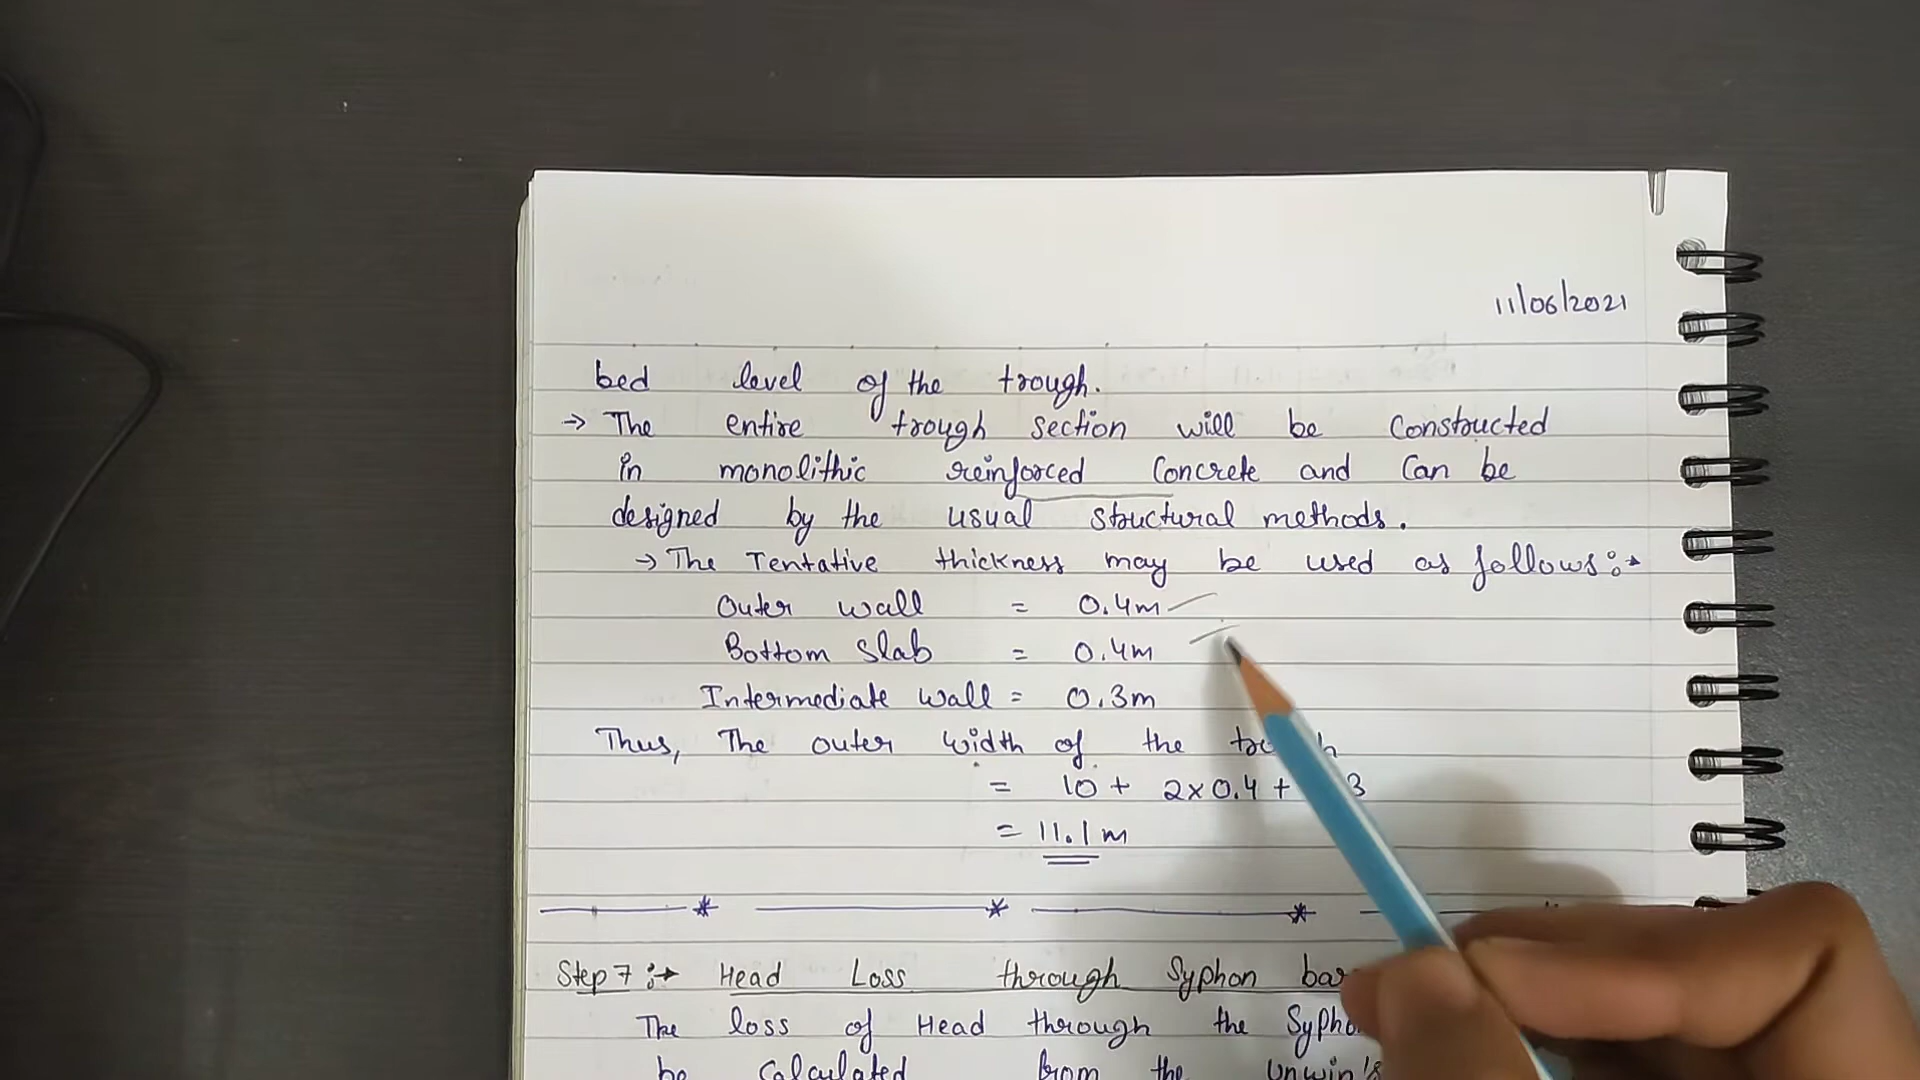 11/06/2021
bed level of the trough.
→ The entire trough section will be constructed
in monolithic reinforced concrete and can be
designed by the usual structural methods.
→ The Tentative thickness may be used as follows:→
Outer wall = 0.4m
Bottom Slab = 0.4m
Intermediate wall = 0.3m
Thus, The outer width of the
= 10 + 2x0.4 +
= 11.1m
Step 7 :→ Head Loss through Syphon
The loss of Head through the
be calculated from the Unwin's